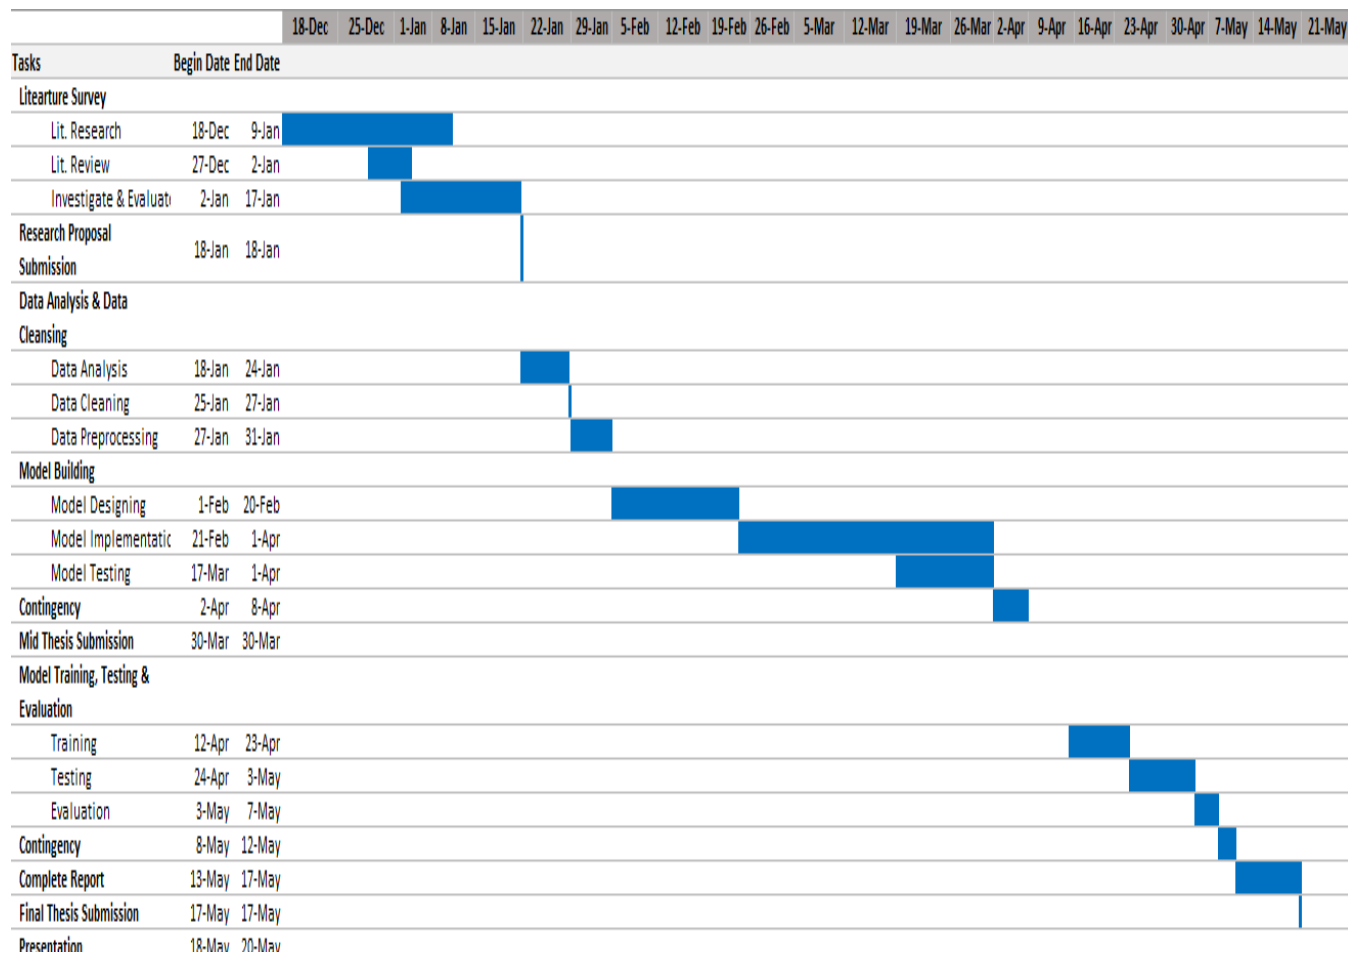 18-Dec 25-Dec 1-Jan 8-Jan 15-Jan 22-Jan 29-Jan 5-Feb 12-Feb 19-Feb 26-Feb 5-Mar 12-Mar 19-Mar 26-Mar 2-Apr 9-Apr 16-Apr 23-Apr 30-Apr 7-May 14-May 21-May
Tasks Begin Date End Date
Litearture Survey
Lit. Research 18-Dec 9-Jan
Lit. Review 27-Dec 2-Jan
Investigate & Evaluat 2-Jan 17-Jan
Research Proposal
Submission 18-Jan 18-Jan
Data Analysis & Data
Cleansing
Data Analysis 18-Jan 24-Jan
Data Cleaning 25-Jan 27-Jan
Data Preprocessing 27-Jan 31-Jan
Model Building
Model Designing 1-Feb 20-Feb
Model Implementatic 21-Feb 1-Apr
Model Testing 17-Mar 1-Apr
Contingency 2-Apr 8-Apr
Mid Thesis Submission 30-Mar 30-Mar
Model Training, Testing &
Evaluation
Training 12-Apr 23-Apr
Testing 24-Apr 3-May
Evaluation 3-May 7-May
Contingency 8-May 12-May
Complete Report 13-May 17-May
Final Thesis Submission 17-May 17-May
Presentation 18-May 20-May